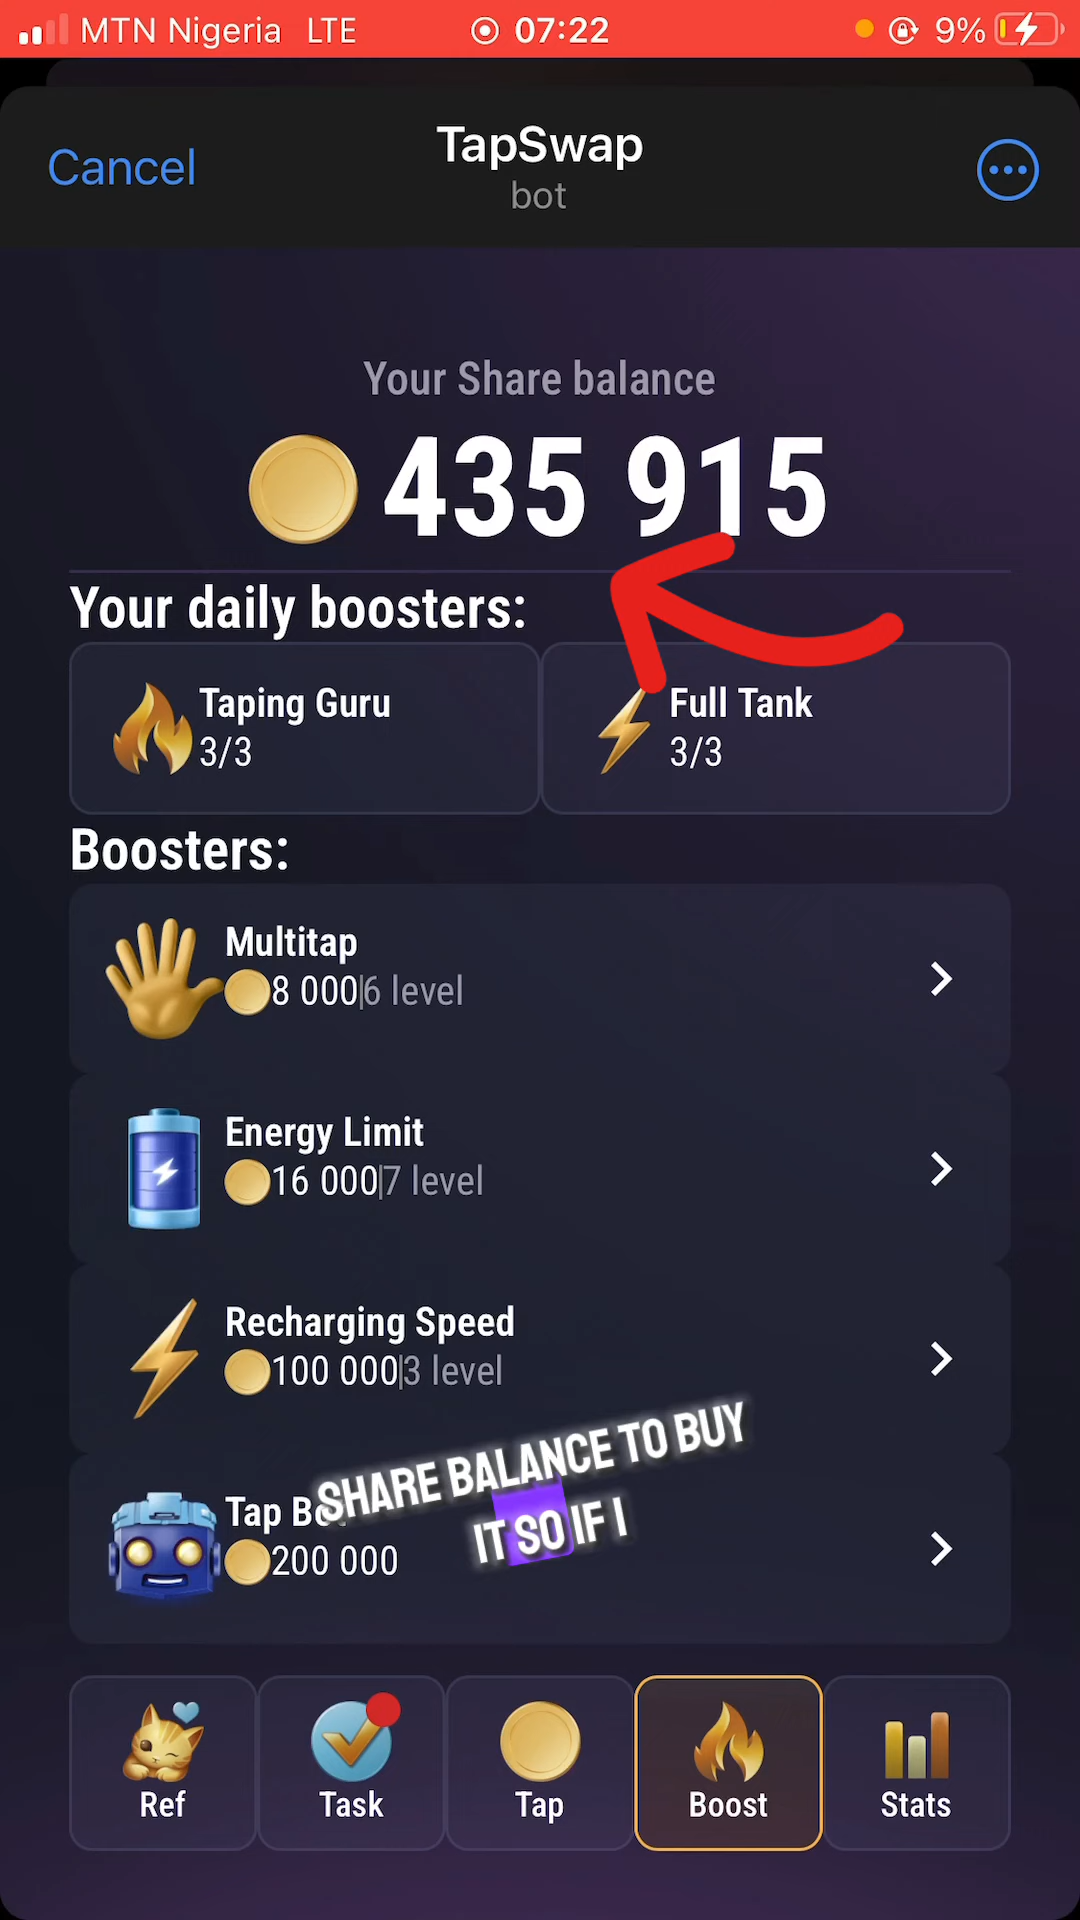 MTN Nigeria LTE 07:22 9%
Cancel
TapSwap
bot
Your Share balance
435 915
Your daily boosters:
Taping Guru
3/3
Full Tank
3/3
Boosters:
Multitap
8 000|6 level
Energy Limit
16 000|7 level
Recharging Speed
100 000|3 level
SHARE BALANCE TO BUY
IT SO IF I
Tap
200 000
Ref
Task
Tap
Boost
Stats